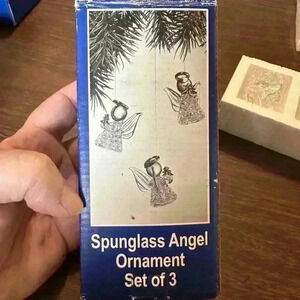 Spunglass Angel
Ornament
Set of 3